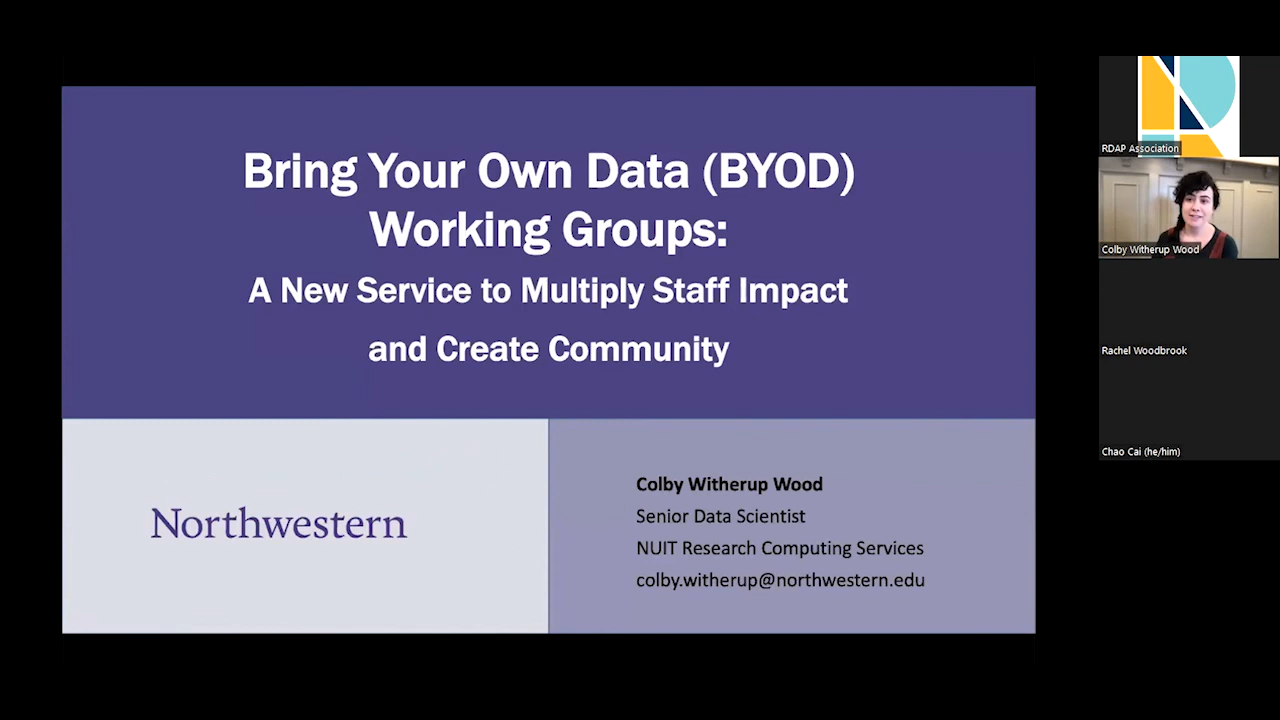 Bring Your Own Data (BYOD)
Working Groups:
A New Service to Multiply Staff Impact
and Create Community
Northwestern
Colby Witherup Wood
Senior Data Scientist
NUIT Research Computing Services
colby.witherup@northwestern.edu
RDAP Association
Colby Witherup Wood
Rachel Woodbrook
Chao Cai (he/him)